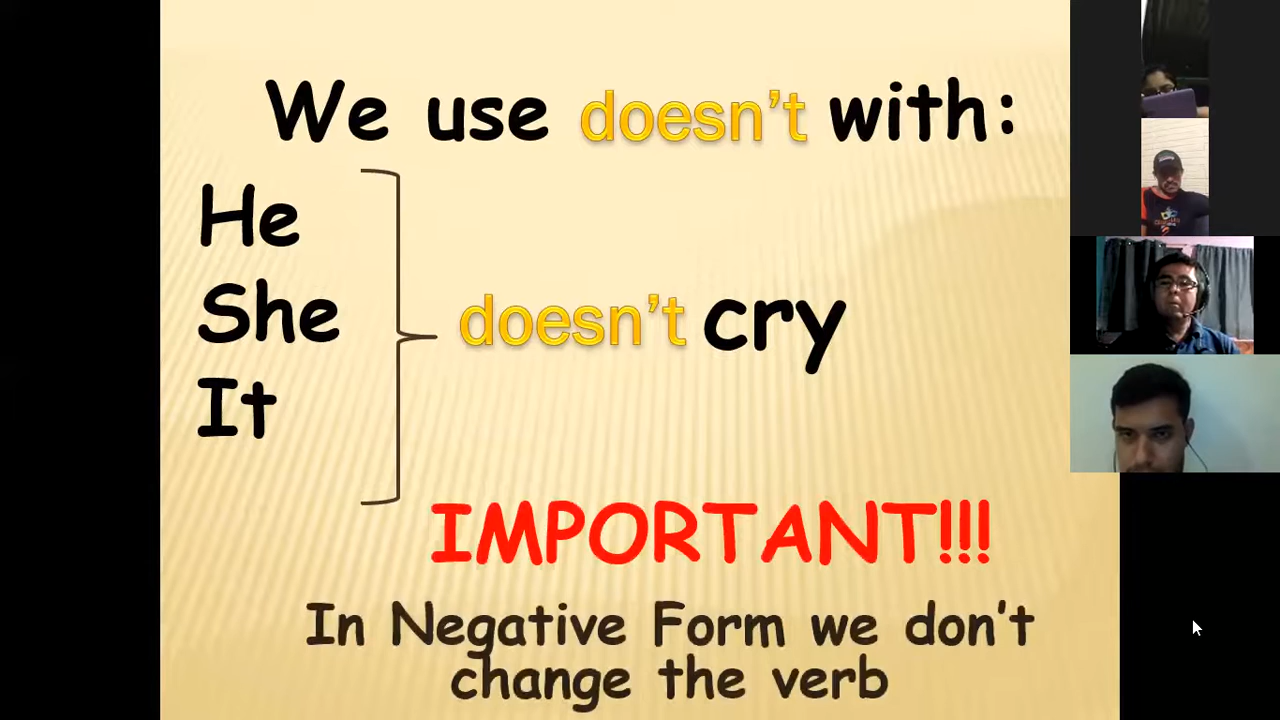 We use doesn't with:
He
She
It
doesn't cry
IMPORTANT!!!
In Negative Form we don't
change the verb